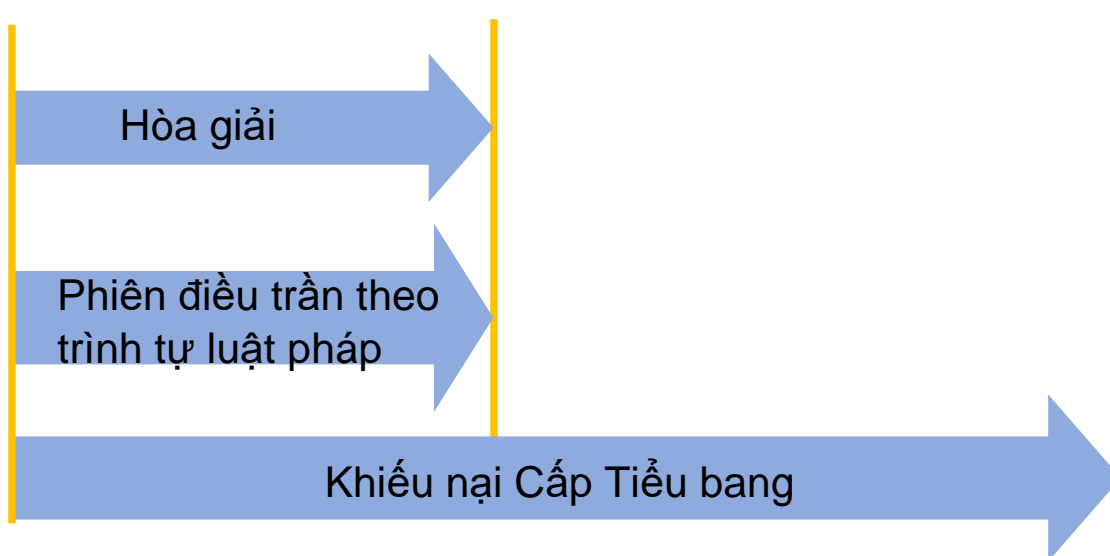 Hòa giải
Phiên điều trần theo
trình tự luật pháp
Khiếu nại Cấp Tiểu bang